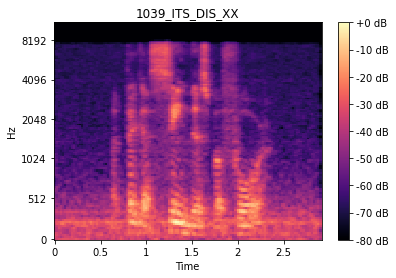 1039_ITS_DIS_XX
+0 dB
8192
-10 dB
4096
-20 dB
-30 dB
2048
Hz
-40 dB
1024
-50 dB
512
-60 dB
-70 dB
0
-80 dB
0 0.5 1 1.5 2 2.5
Time